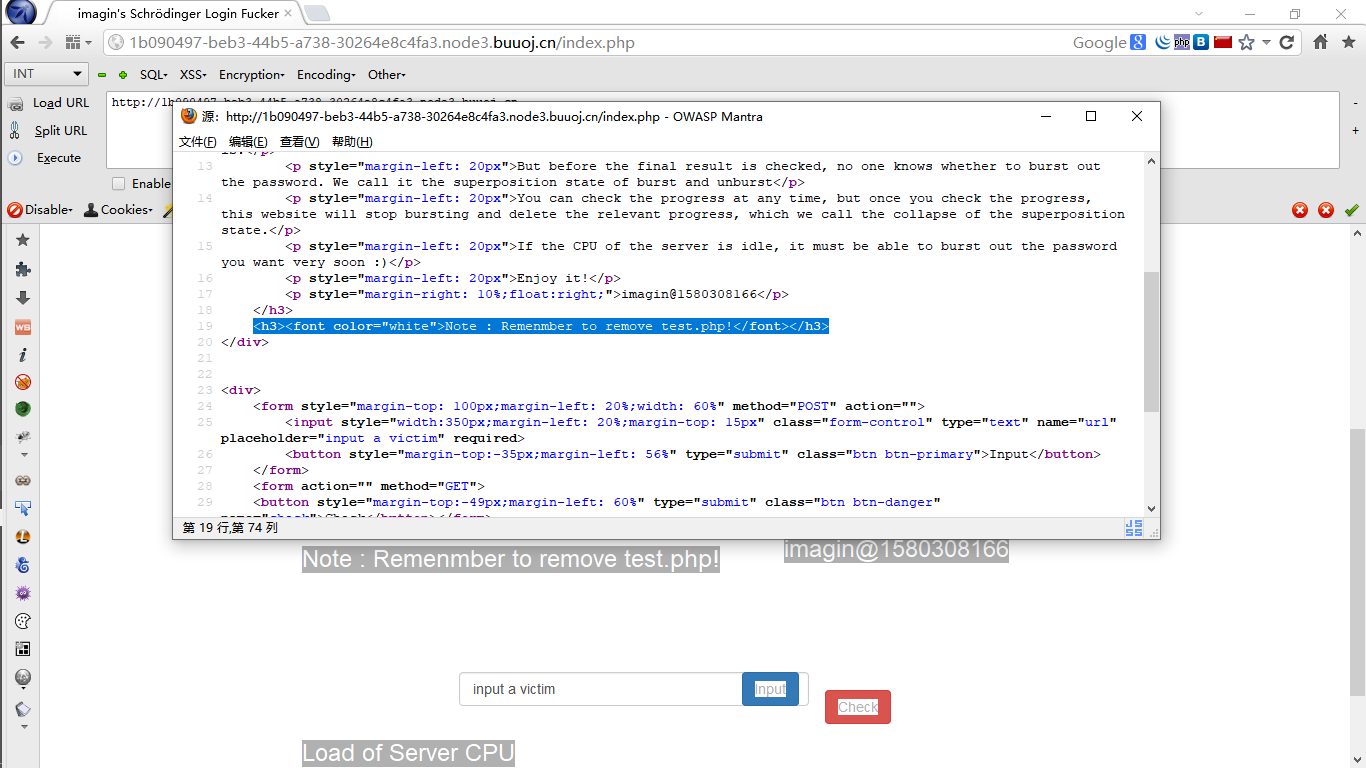 imagin's Schrödinger Login Fucker
1b090497-beb3-44b5-a738-30264e8c4fa3.node3.buuoj.cn/index.php
Google
INT
SQL
XSS
Encryption
Encoding
Other
Load URL
Split URL
Execute
Enable
Disable
Cookies
源: http://1b090497-beb3-44b5-a738-30264e8c4fa3.node3.buuoj.cn/index.php - OWASP Mantra
文件(F) 编辑(E) 查看(V) 帮助(H)
13 <p style="margin-left: 20px">But before the final result is checked, no one knows whether to burst out
the password. We call it the superposition state of burst and unburst</p>
14 <p style="margin-left: 20px">You can check the progress at any time, but once you check the progress,
this website will stop bursting and delete the relevant progress, which we call the collapse of the superposition
state.</p>
15 <p style="margin-left: 20px">If the CPU of the server is idle, it must be able to burst out the password
you want very soon :)</p>
16 <p style="margin-left: 20px">Enjoy it!</p>
17 <p style="margin-right: 10%;float:right;">imagin@1580308166</p>
18 </h3>
19 <h3><font color="white">Note : Remenmber to remove test.php!</font></h3>
20 </div>
21
22
23 <div>
24 <form style="margin-top: 100px;margin-left: 20%;width: 60%" method="POST" action="">
25 <input style="width:350px;margin-left: 20%;margin-top: 15px" class="form-control" type="text" name="url"
placeholder="input a victim" required>
26 <button style="margin-top:-35px;margin-left: 56%" type="submit" class="btn btn-primary">Input</button>
27 </form>
28 <form action="" method="GET">
29 <button style="margin-top:-49px;margin-left: 60%" type="submit" class="btn btn-danger"
第 19 行,第 74 列
imagin@1580308166
Note : Remenmber to remove test.php!
input a victim
Input
Check
Load of Server CPU